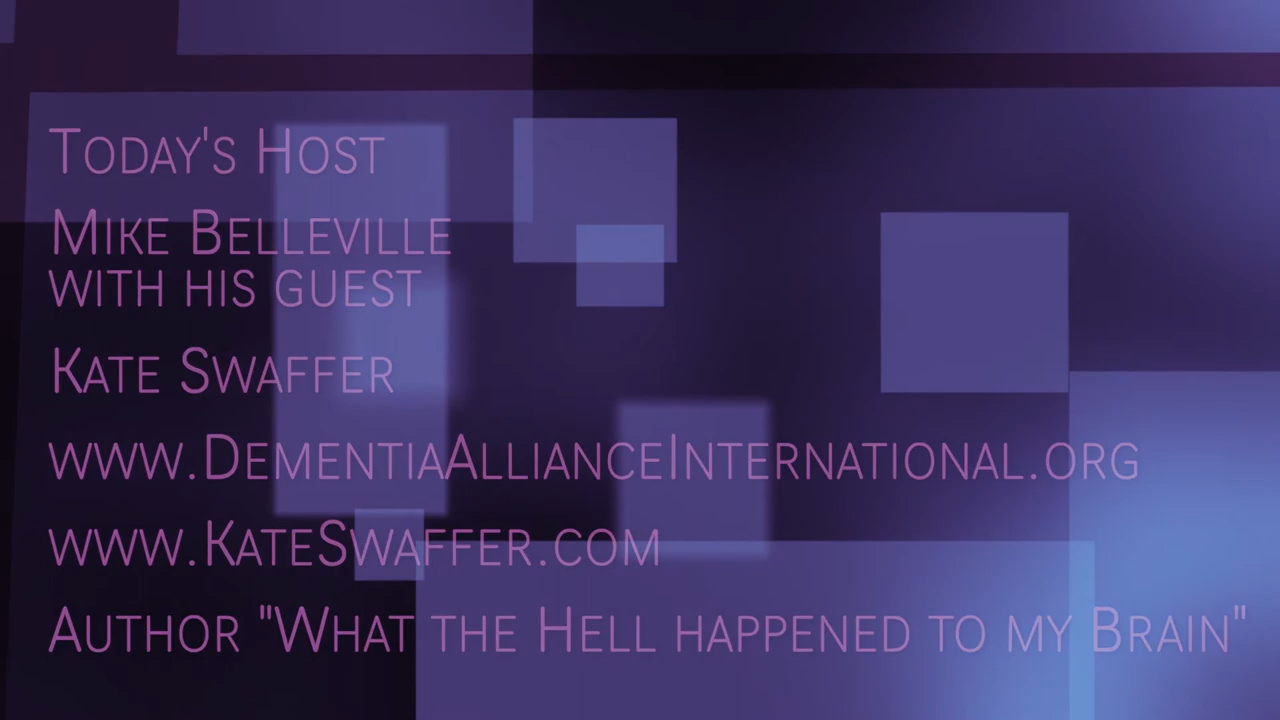 Today's Host
Mike Belleville
with his guest
Kate Swaffer
www.DementiaAllianceInternational.org
www.KateSwaffer.com
Author "What the Hell happened to my Brain"